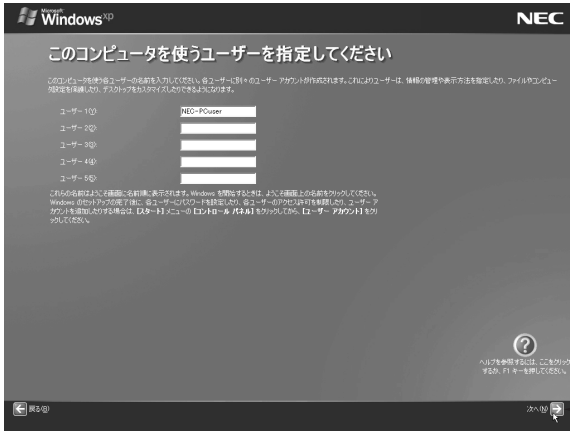 Microsoft
Windows xp
NEC
このコンピュータを使うユーザーを指定してください
このコンピュータを使う各ユーザーの名前を入力してください。各ユーザーに別々のユーザー アカウントが作成されます。これによりユーザーは、情報の管理や表示方法を指定したり、ファイルやコンピュー
タ設定を保護したり、デスクトップをカスタマイズしたりできるようになります。
ユーザー 1(Y):
NEC-PCuser
ユーザー 2(2):
ユーザー 3(3):
ユーザー 4(4):
ユーザー 5(5):
これらの名前はようこそ画面に名前順に表示されます。Windows を開始するときは、ようこそ画面上の名前をクリックしてください。
Windows のセットアップの完了後に、各ユーザーにパスワードを設定したり、各ユーザーのアクセス許可を制限したり、ユーザー ア
カウントを追加したりする場合は、[スタート] メニューの [コントロール パネル] をクリックしてから、[ユーザー アカウント] をクリ
ックしてください。
ヘルプを参照するには、ここをクリック
するか、F1 キーを押してください。
戻る(B)
次へ(N)